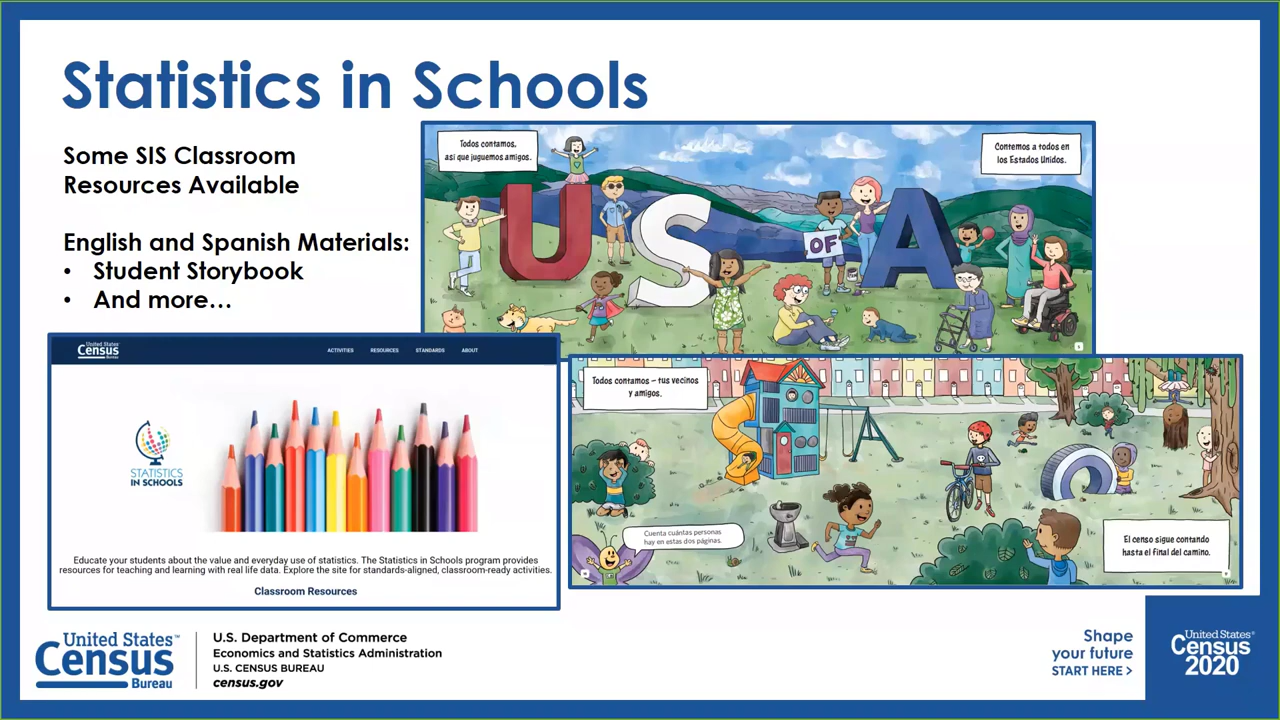 Statistics in Schools
Some SIS Classroom
Resources Available
English and Spanish Materials:
• Student Storybook
• And more...
Todos contamos,
así que juguemos amigos.
Contemos a todos en
los Estados Unidos.
U S OF A
Todos contamos – tus vecinos
y amigos.
Cuenta cuántas personas
hay en estas dos páginas.
El censo sigue contando
hasta el final del camino.
United States
Census
Bureau
ACTIVITIES RESOURCES STANDARDS ABOUT
STATISTICS
IN SCHOOLS
Educate your students about the value and everyday use of statistics. The Statistics in Schools program provides
resources for teaching and learning with real life data. Explore the site for standards-aligned, classroom-ready activities.
Classroom Resources
United States™
Census
Bureau
U.S. Department of Commerce
Economics and Statistics Administration
U.S. CENSUS BUREAU
census.gov
Shape
your future
START HERE >
United States®
Census
2020